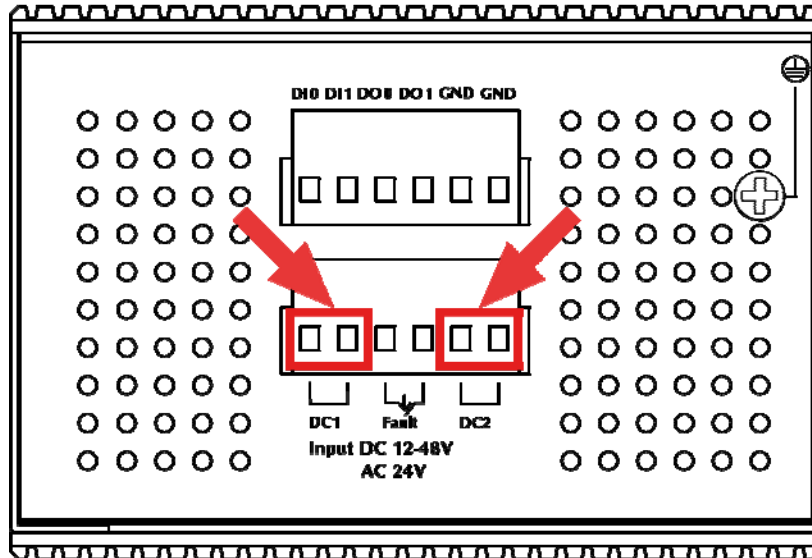 DI0 DI1 DO0 DO1 GND GND
DC1 Fault DC2
Input DC 12-48V
AC 24V